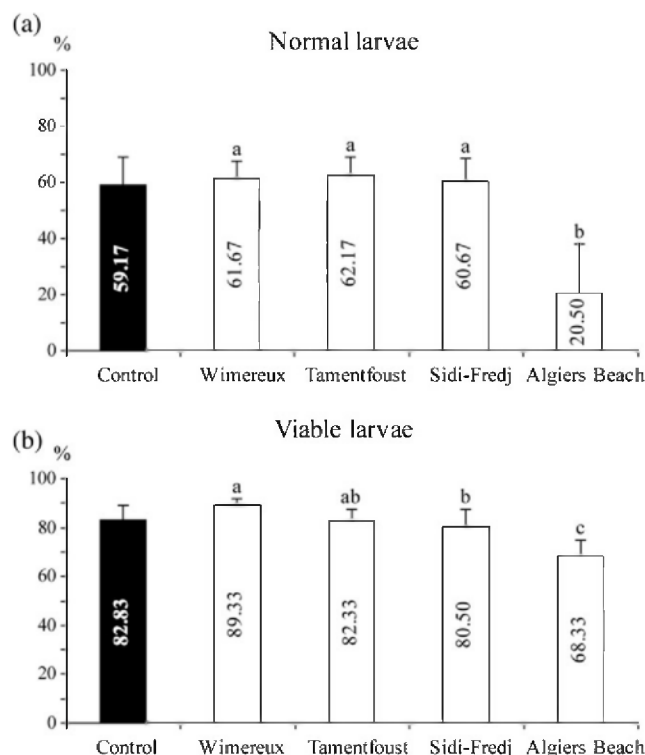 (a)
Normal larvae
%
100
80
60
40
20
0
a
a
a
b
59.17
61.67
62.17
60.67
20.50
Control Wimereux Tamentfoust Sidi-Fredj Algiers Beach
(b)
Viable larvae
%
100
80
60
40
20
0
a
ab
b
c
82.83
89.33
82.33
80.50
68.33
Control Wimereux Tamentfoust Sidi-Fredj Algiers Beach